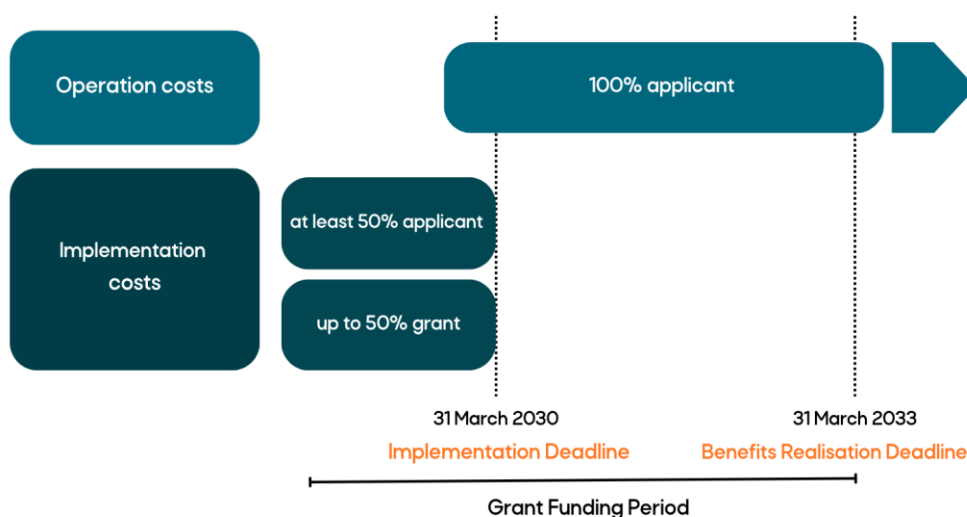 Operation costs
100% applicant
Implementation
costs
at least 50% applicant
up to 50% grant
31 March 2030
31 March 2033
Implementation Deadline
Benefits Realisation Deadline
Grant Funding Period